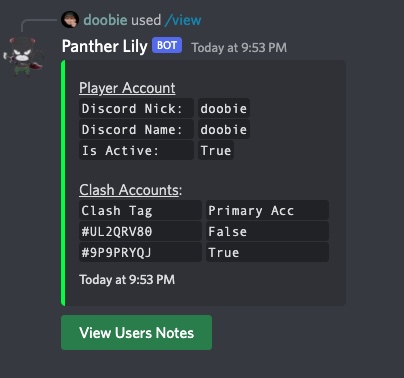 doobie used /view
Panther Lily BOT Today at 9:53 PM
Player Account
Discord Nick: doobie
Discord Name: doobie
Is Active: True
Clash Accounts:
Clash Tag Primary Acc
#UL2QRV80 False
#9P9PRYQJ True
Today at 9:53 PM
View Users Notes